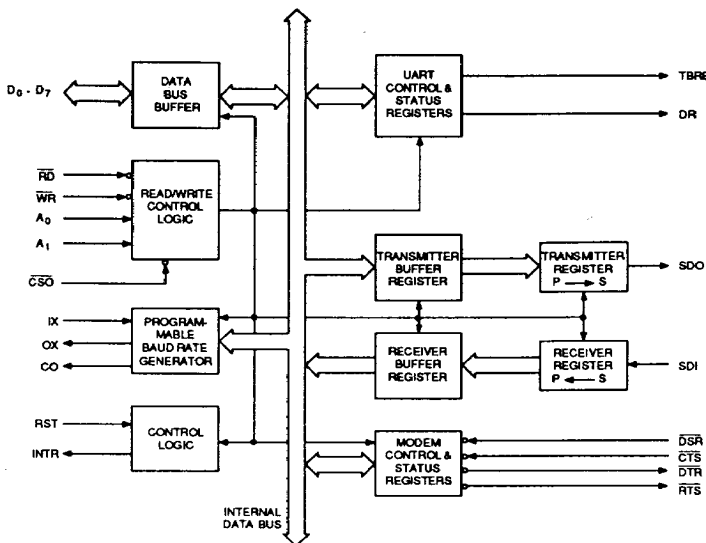 D0 - D7
DATA
BUS
BUFFER
UART
CONTROL &
STATUS
REGISTERS
TBRE
DR
RD
WR
A0
A1
CSO
READ/WRITE
CONTROL
LOGIC
TRANSMITTER
BUFFER
REGISTER
TRANSMITTER
REGISTER
P S
SDO
IX
OX
CO
PROGRAM-
MABLE
BAUD RATE
GENERATOR
RECEIVER
BUFFER
REGISTER
RECEIVER
REGISTER
P S
SDI
RST
INTR
CONTROL
LOGIC
MODEM
CONTROL &
STATUS
REGISTERS
DSR
CTS
DTR
RTS
INTERNAL
DATA BUS